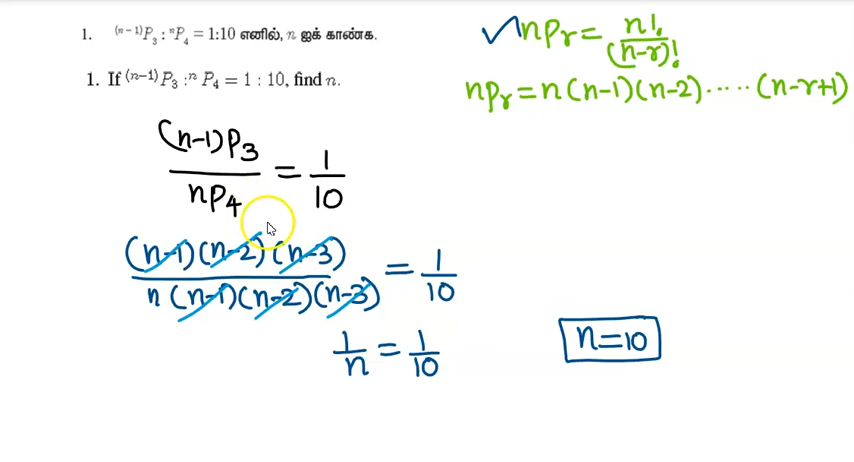 1. ⁽ⁿ⁻¹⁾P₃ : ⁿP₄ = 1:10 எனில், n ஐக் காண்க.
1. If ⁽ⁿ⁻¹⁾P₃ :ⁿ P₄ = 1 : 10, find n.
✓nPr = n!/(n-r)!
nPr = n(n-1)(n-2).....(n-r+1)
(n-1)P₃/nP₄ = 1/10
(n-1)(n-2)(n-3)/n(n-1)(n-2)(n-3) = 1/10
1/n = 1/10
n=10